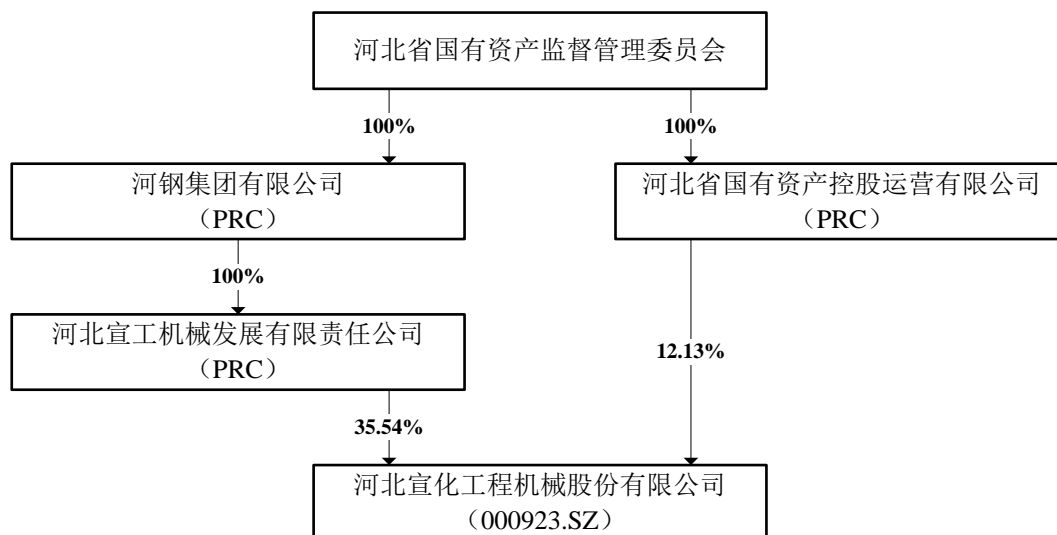 河北省国有资产监督管理委员会
100%
100%
河钢集团有限公司
（PRC）
河北省国有资产控股运营有限公司
（PRC）
100%
河北宣工机械发展有限责任公司
（PRC）
12.13%
35.54%
河北宣化工程机械股份有限公司
（000923.SZ）